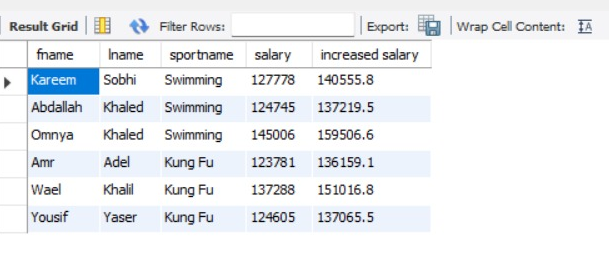 Result Grid Filter Rows: Export: Wrap Cell Content: IA
fname lname sportname salary increased salary
Kareem Sobhi Swimming 127778 140555.8
Abdallah Khaled Swimming 124745 137219.5
Omnya Khaled Swimming 145006 159506.6
Amr Adel Kung Fu 123781 136159.1
Wael Khalil Kung Fu 137288 151016.8
Yousif Yaser Kung Fu 124605 137065.5